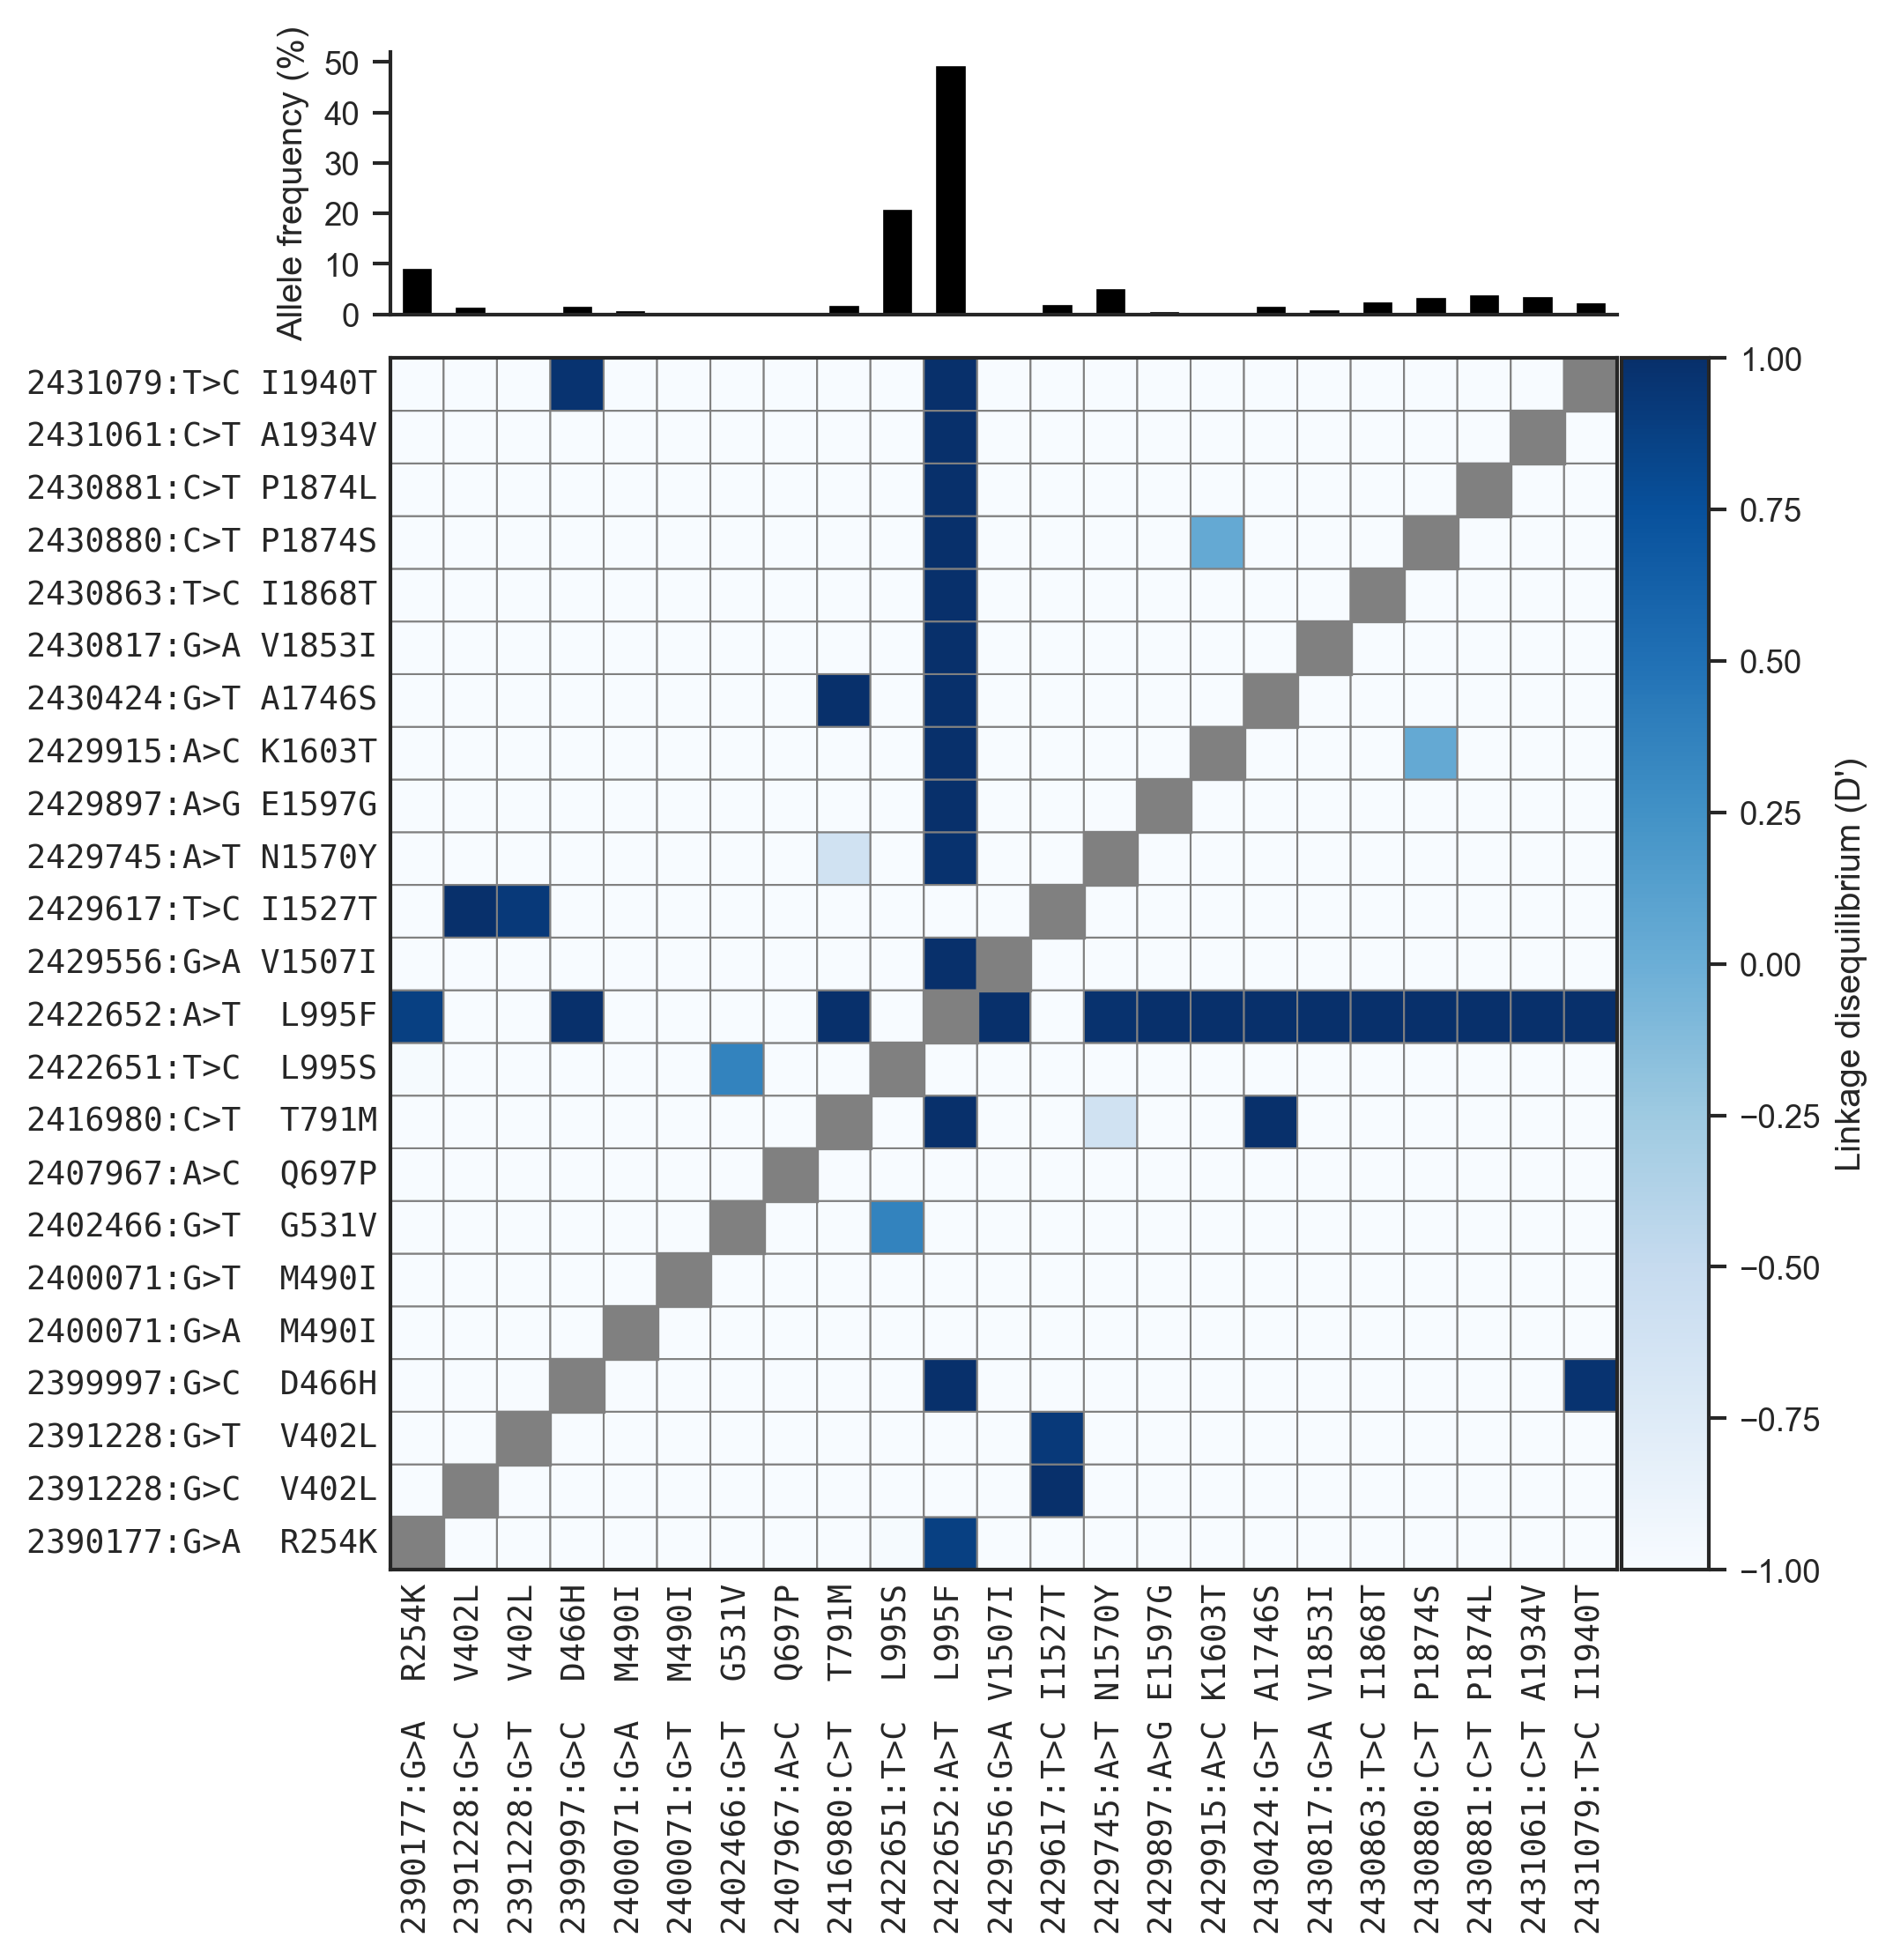 Allele frequency (%)
50
40
30
20
10
0
2431079:T>C I1940T
2431061:C>T A1934V
2430881:C>T P1874L
2430880:C>T P1874S
2430863:T>C I1868T
2430817:G>A V1853I
2430424:G>T A1746S
2429915:A>C K1603T
2429897:A>G E1597G
2429745:A>T N1570Y
2429617:T>C I1527T
2429556:G>A V1507I
2422652:A>T L995F
2422651:T>C L995S
2416980:C>T T791M
2407967:A>C Q697P
2402466:G>T G531V
2400071:G>T M490I
2400071:G>A M490I
2399997:G>C D466H
2391228:G>T V402L
2391228:G>C V402L
2390177:G>A R254K
2390177:G>A R254K
2391228:G>C V402L
2391228:G>T V402L
2399997:G>C D466H
2400071:G>A M490I
2400071:G>T M490I
2402466:G>T G531V
2407967:A>C Q697P
2416980:C>T T791M
2422651:T>C L995S
2422652:A>T L995F
2429556:G>A V1507I
2429617:T>C I1527T
2429745:A>T N1570Y
2429897:A>G E1597G
2429915:A>C K1603T
2430424:G>T A1746S
2430817:G>A V1853I
2430863:T>C I1868T
2430880:C>T P1874S
2430881:C>T P1874L
2431061:C>T A1934V
2431079:T>C I1940T
1.00
0.75
0.50
0.25
0.00
−0.25
−0.50
−0.75
−1.00
Linkage disequilibrium (D')